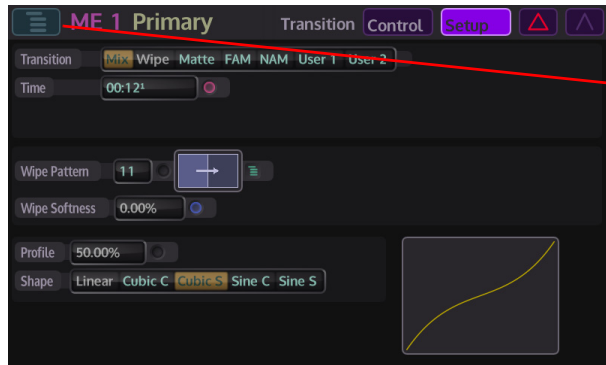 ME 1 Primary Transition Control Setup
Transition Mix Wipe Matte FAM NAM User 1 User 2
Time 00:12¹
Wipe Pattern 11
Wipe Softness 0.00%
Profile 50.00%
Shape Linear Cubic C Cubic S Sine C Sine S